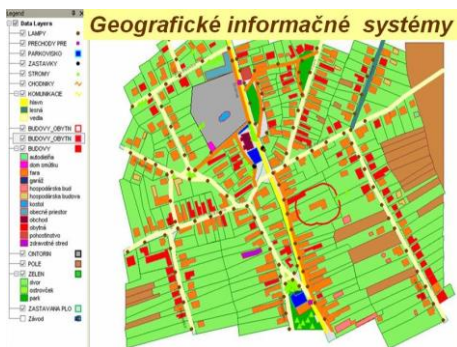 Legend
Geografické informačné systémy
Data Layers
LAMPY
PRECHODY PRE
PARKOVISKO
ZASTAVKY
STROMY
CHODNIKY
KOMUNIKACIE
hlavn
lesná
vedla
BUDOVY_OBYTN
BUDOVY_OBYTN
BUDOVY
autodielňa
dom smútku
fara
garáž
hospodárska bud
hospodárska budova
kostol
obecné priestor
obchod
obytná
pohostinstvo
zdravotné stred
CINTORIN
POLE
ZELEN
dvor
ostrovček
park
ZASTAVANA PLO
Závod